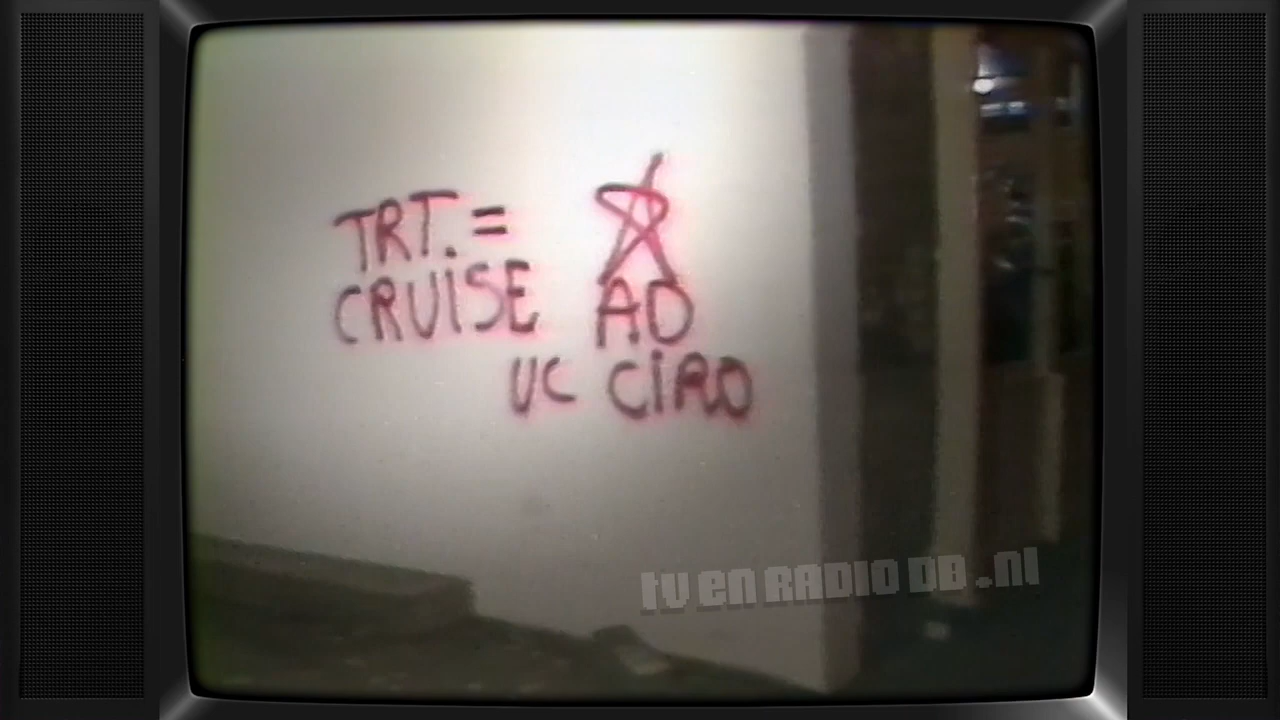 TRT. =
CRUISE AD
UC CIRO
tv en RADIO DB.nl